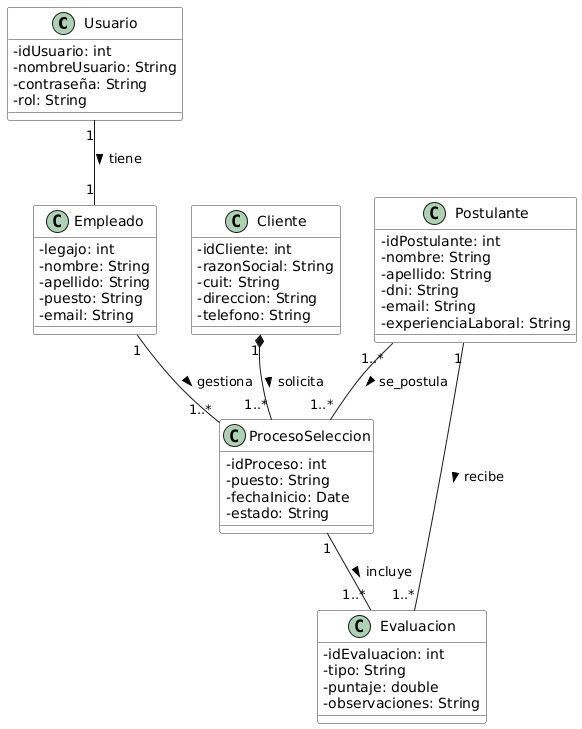 C Usuario
-idUsuario: int
-nombreUsuario: String
-contraseña: String
-rol: String
1
tiene
1
C Empleado
-legajo: int
-nombre: String
-apellido: String
-puesto: String
-email: String
C Cliente
-idCliente: int
-razonSocial: String
-cuit: String
-direccion: String
-telefono: String
C Postulante
-idPostulante: int
-nombre: String
-apellido: String
-dni: String
-email: String
-experienciaLaboral: String
1
gestiona
1..*
1
solicita
1..*
1..*
se_postula
1..*
1
recibe
1..*
C ProcesoSeleccion
-idProceso: int
-puesto: String
-fechaInicio: Date
-estado: String
1
incluye
1..*
C Evaluacion
-idEvaluacion: int
-tipo: String
-puntaje: double
-observaciones: String